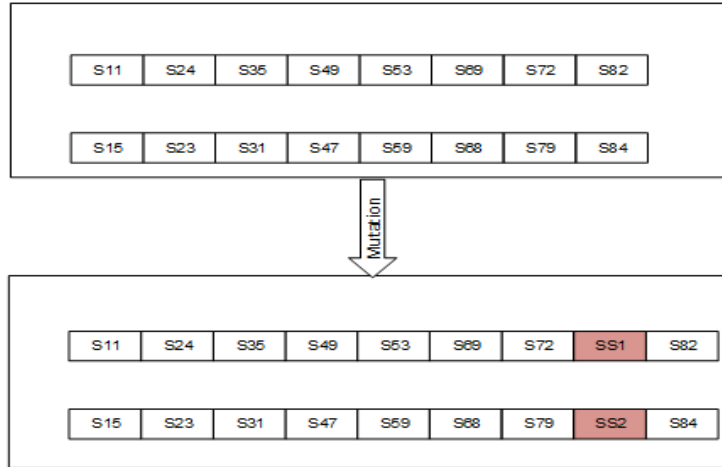 S11 S24 S35 S49 S53 S69 S72 S82
S15 S23 S31 S47 S59 S68 S79 S84
Mutation
S11 S24 S35 S49 S53 S69 S72 SS1 S82
S15 S23 S31 S47 S59 S68 S79 SS2 S84